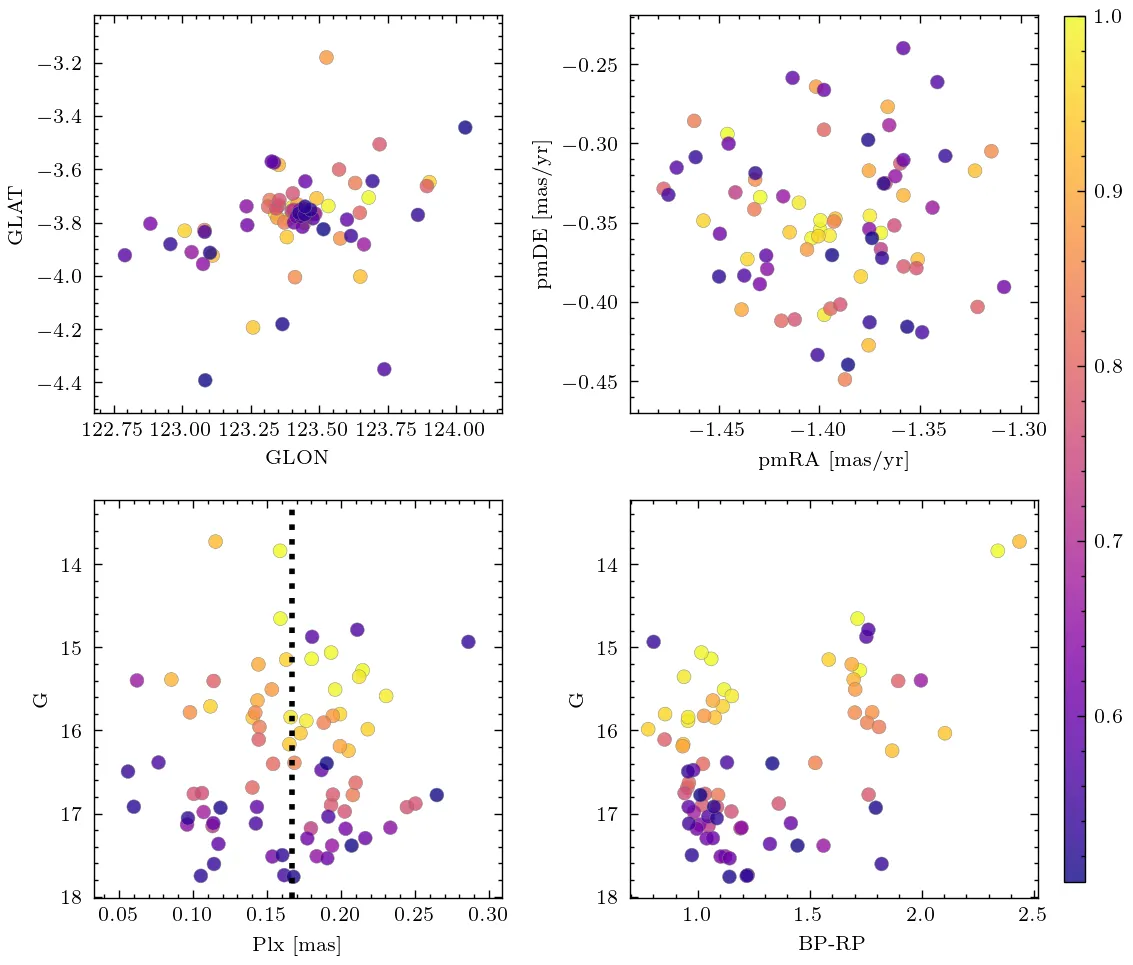 GLAT
−3.2
−3.4
−3.6
−3.8
−4.0
−4.2
−4.4
122.75 123.00 123.25 123.50 123.75 124.00
GLON
pmDE [mas/yr]
−0.25
−0.30
−0.35
−0.40
−0.45
−1.45 −1.40 −1.35 −1.30
pmRA [mas/yr]
G
14
15
16
17
18
0.05 0.10 0.15 0.20 0.25 0.30
Plx [mas]
G
14
15
16
17
18
1.0 1.5 2.0 2.5
BP-RP
1.0
0.9
0.8
0.7
0.6